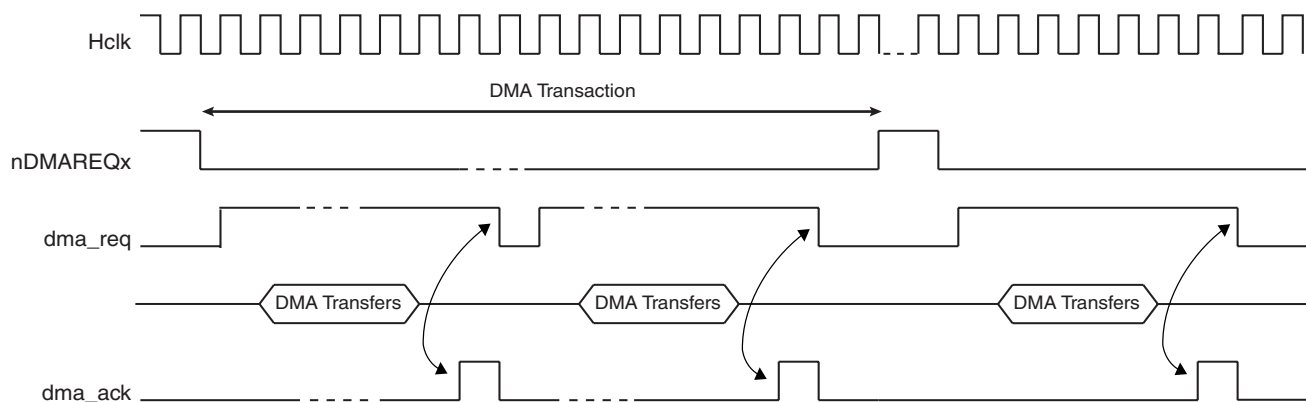 Hclk
DMA Transaction
nDMAREQx
dma_req
DMA Transfers DMA Transfers DMA Transfers
dma_ack